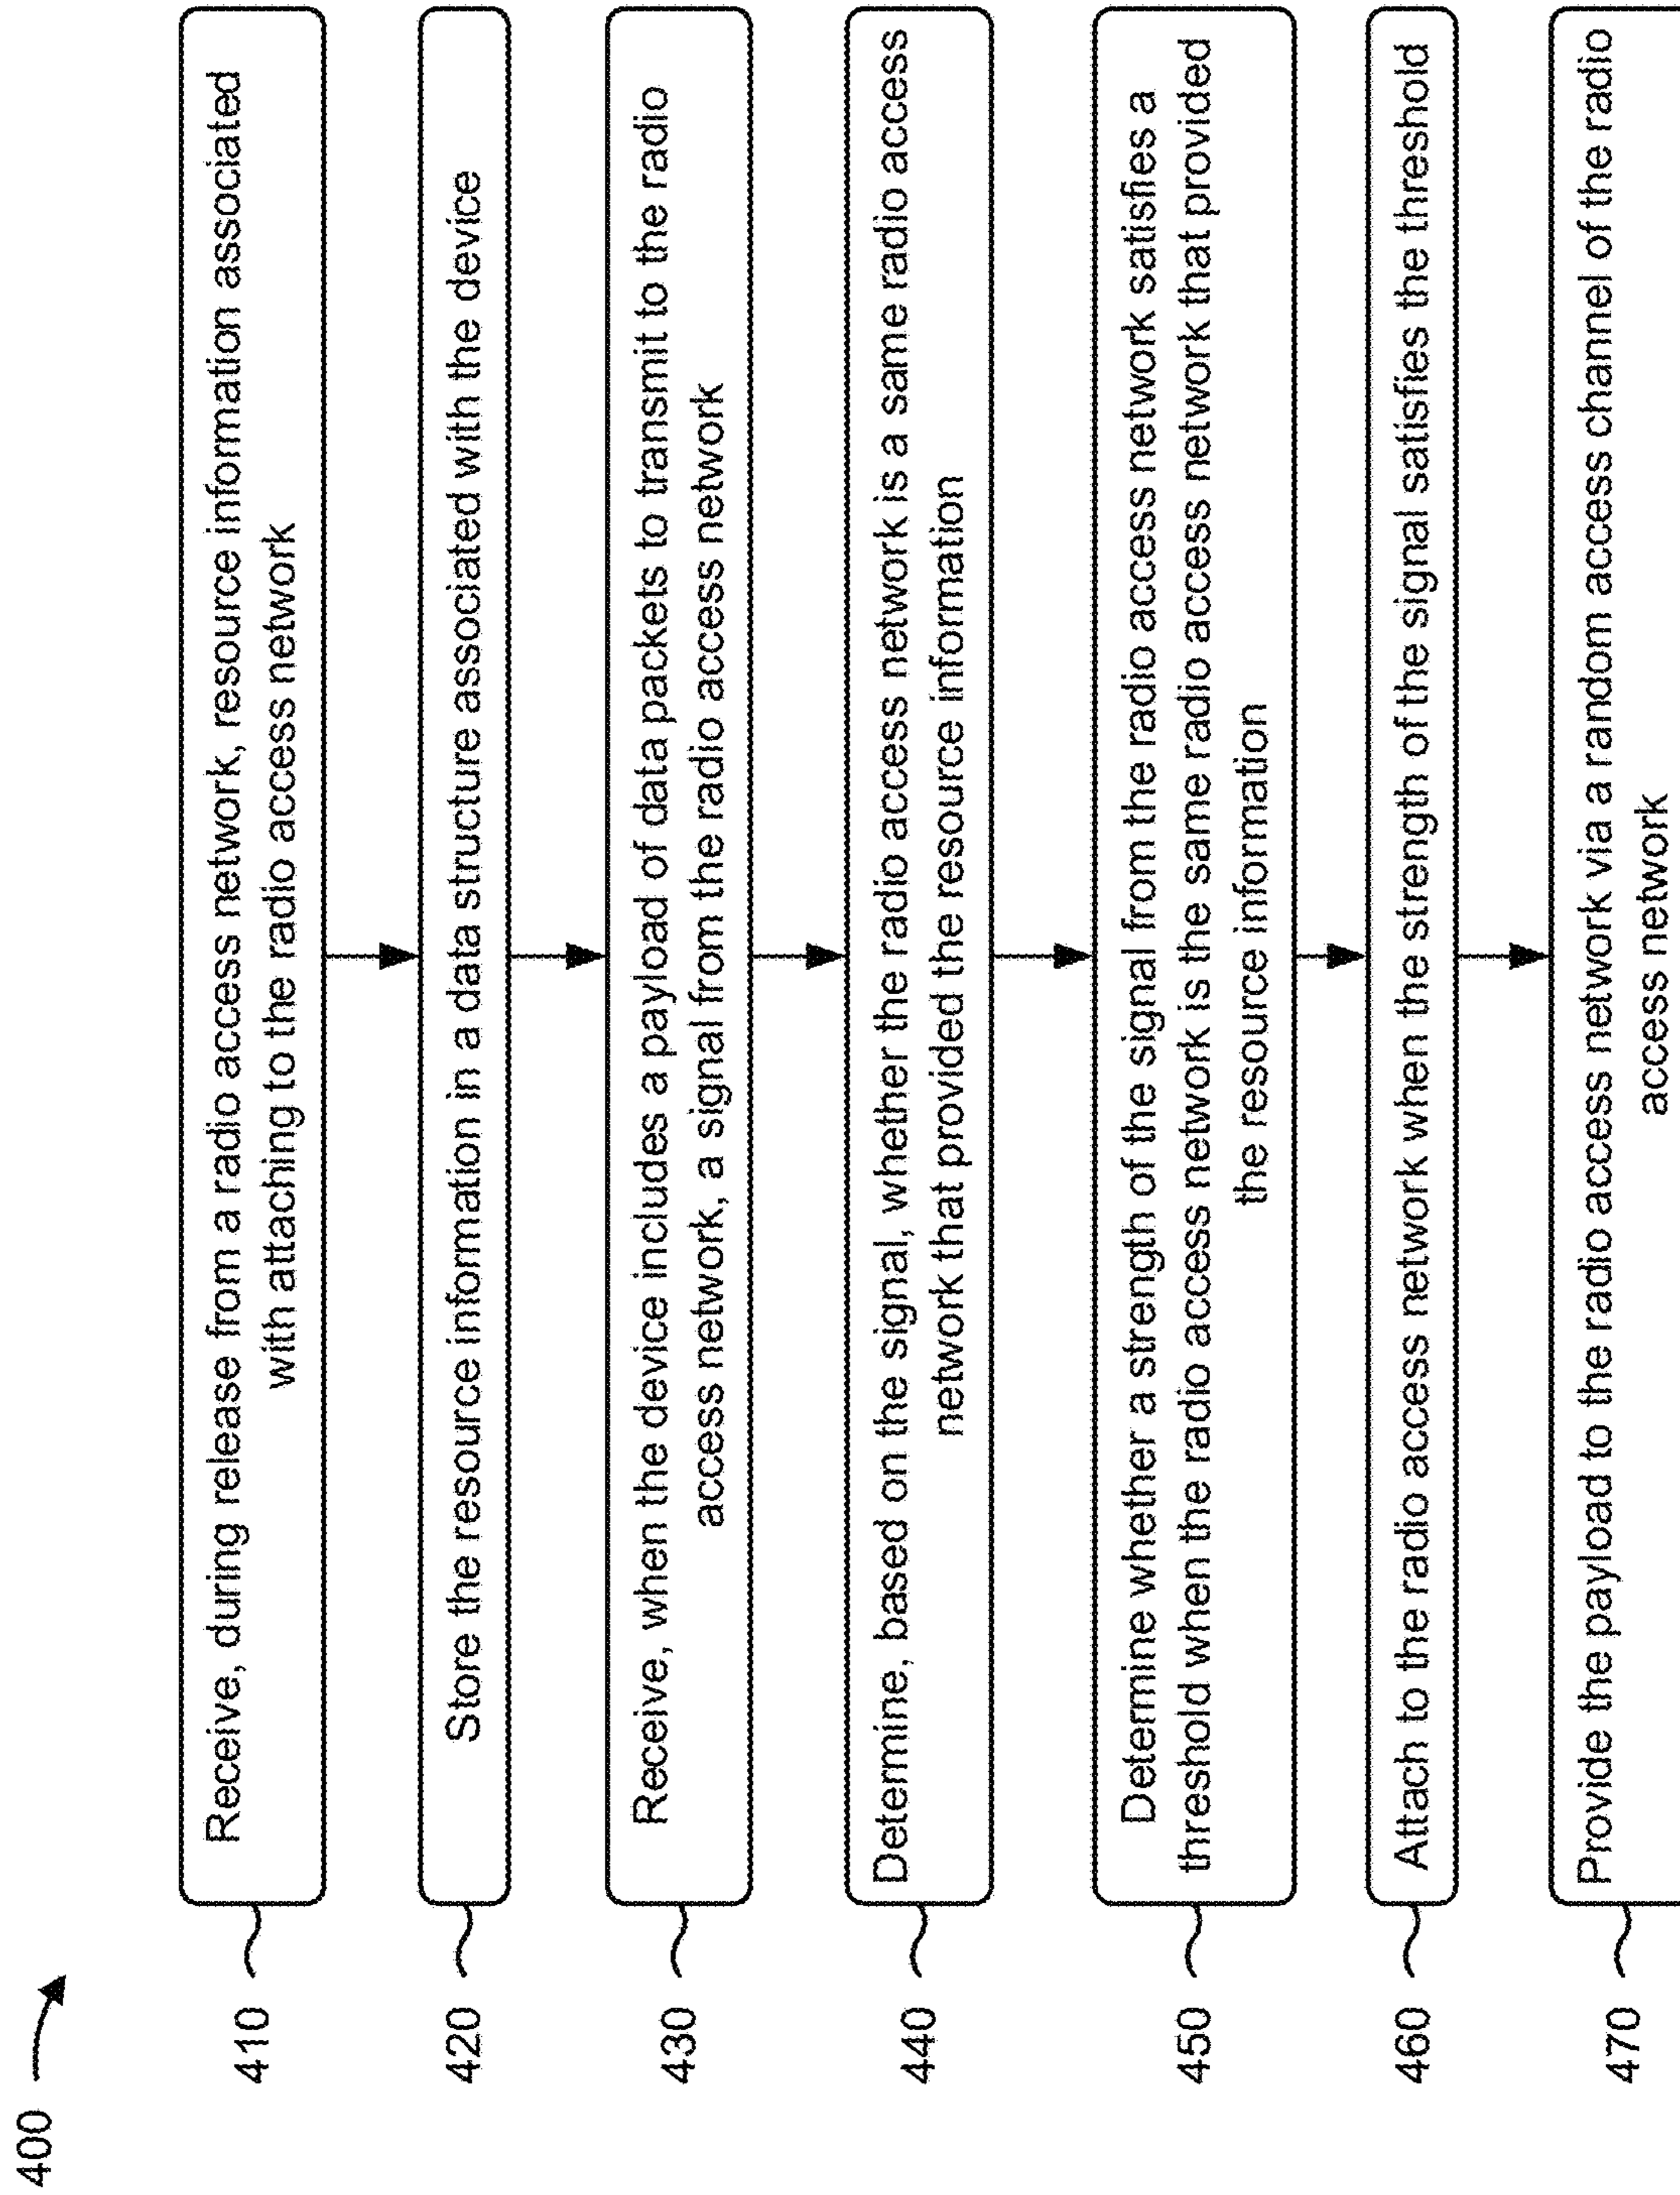 400
410
Receive, during release from a radio access network, resource information associated
with attaching to the radio access network
420
Store the resource information in a data structure associated with the device
430
Receive, when the device includes a payload of data packets to transmit to the radio
access network, a signal from the radio access network
440
Determine, based on the signal, whether the radio access network is a same radio access
network that provided the resource information
450
Determine whether a strength of the signal from the radio access network satisfies a
threshold when the radio access network is the same radio access network that provided
the resource information
460
Attach to the radio access network when the strength of the signal satisfies the threshold
470
Provide the payload to the radio access network via a random access channel of the radio
access network